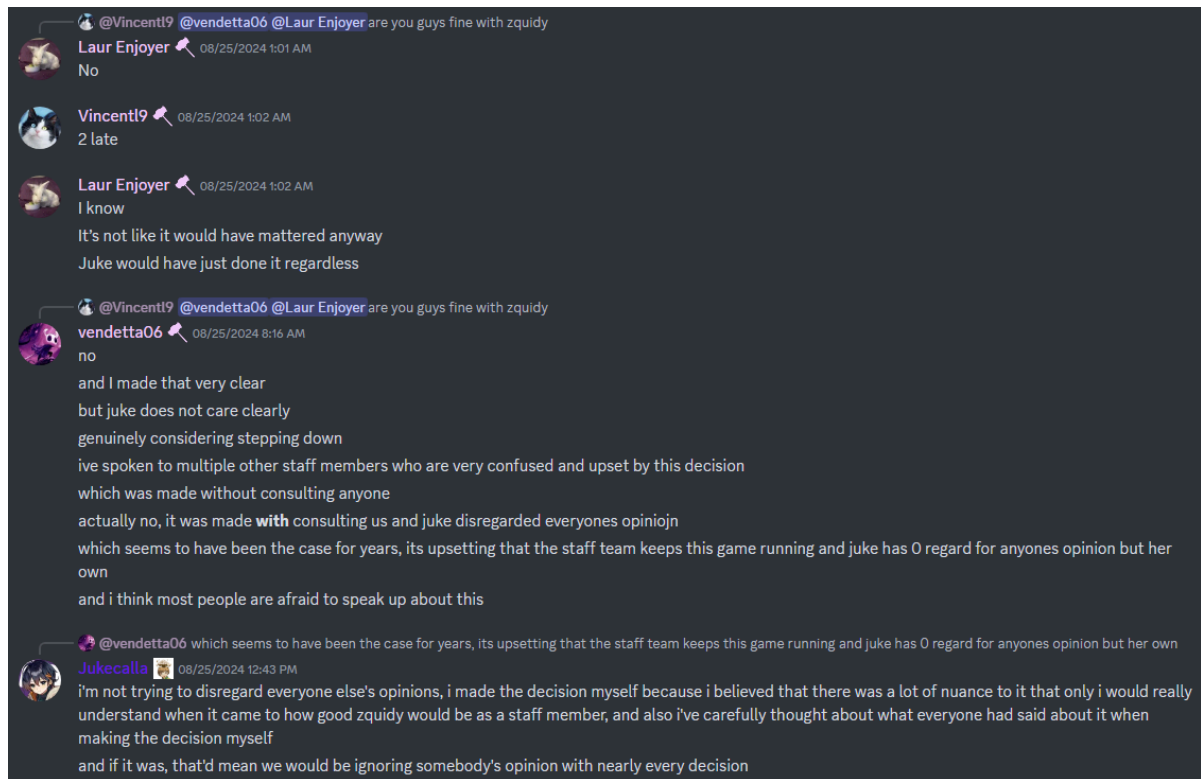 @Vincentl9 @vendetta06 @Laur Enjoyer are you guys fine with zquidy
Laur Enjoyer 08/25/2024 1:01 AM
No
Vincentl9 08/25/2024 1:02 AM
2 late
Laur Enjoyer 08/25/2024 1:02 AM
I know
It's not like it would have mattered anyway
Juke would have just done it regardless
@Vincentl9 @vendetta06 @Laur Enjoyer are you guys fine with zquidy
vendetta06 08/25/2024 8:16 AM
no
and I made that very clear
but juke does not care clearly
genuinely considering stepping down
ive spoken to multiple other staff members who are very confused and upset by this decision
which was made without consulting anyone
actually no, it was made with consulting us and juke disregarded everyones opiniojn
which seems to have been the case for years, its upsetting that the staff team keeps this game running and juke has 0 regard for anyones opinion but her
own
and i think most people are afraid to speak up about this
@vendetta06 which seems to have been the case for years, its upsetting that the staff team keeps this game running and juke has 0 regard for anyones opinion but her own
Jukecalla 08/25/2024 12:43 PM
i'm not trying to disregard everyone else's opinions, i made the decision myself because i believed that there was a lot of nuance to it that only i would really
understand when it came to how good zquidy would be as a staff member, and also i've carefully thought about what everyone had said about it when
making the decision myself
and if it was, that'd mean we would be ignoring somebody's opinion with nearly every decision